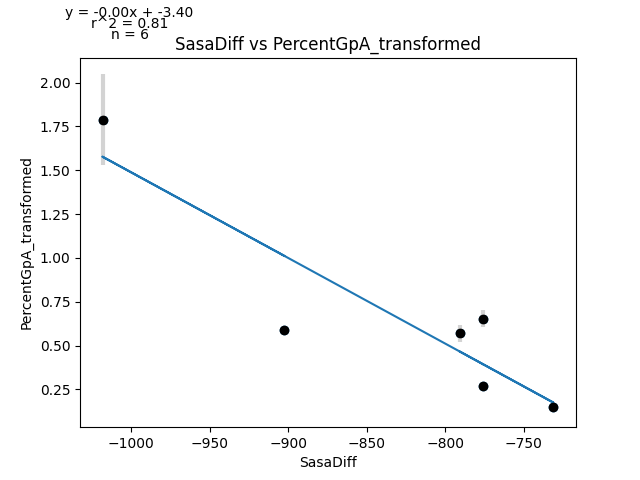 y = -0.00x + -3.40
r^2 = 0.81
n = 6
SasaDiff vs PercentGpA_transformed
2.00
1.75
1.50
1.25
1.00
0.75
0.50
0.25
PercentGpA_transformed
−1000
−950
−900
−850
−800
−750
SasaDiff